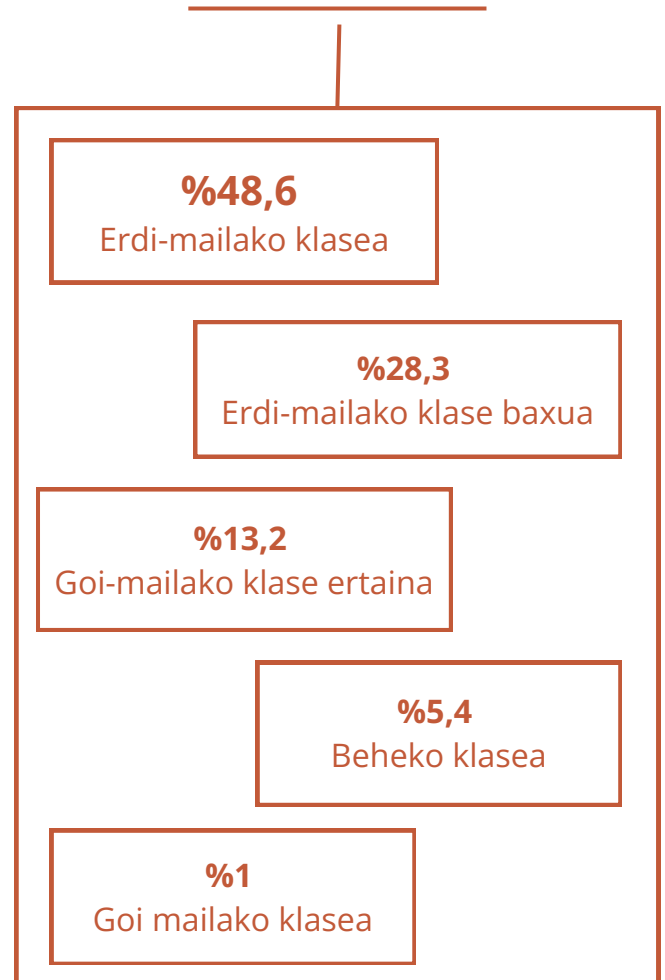 %48,6
Erdi-mailako klasea
%28,3
Erdi-mailako klase baxua
%13,2
Goi-mailako klase ertaina
%5,4
Beheko klasea
%1
Goi mailako klasea